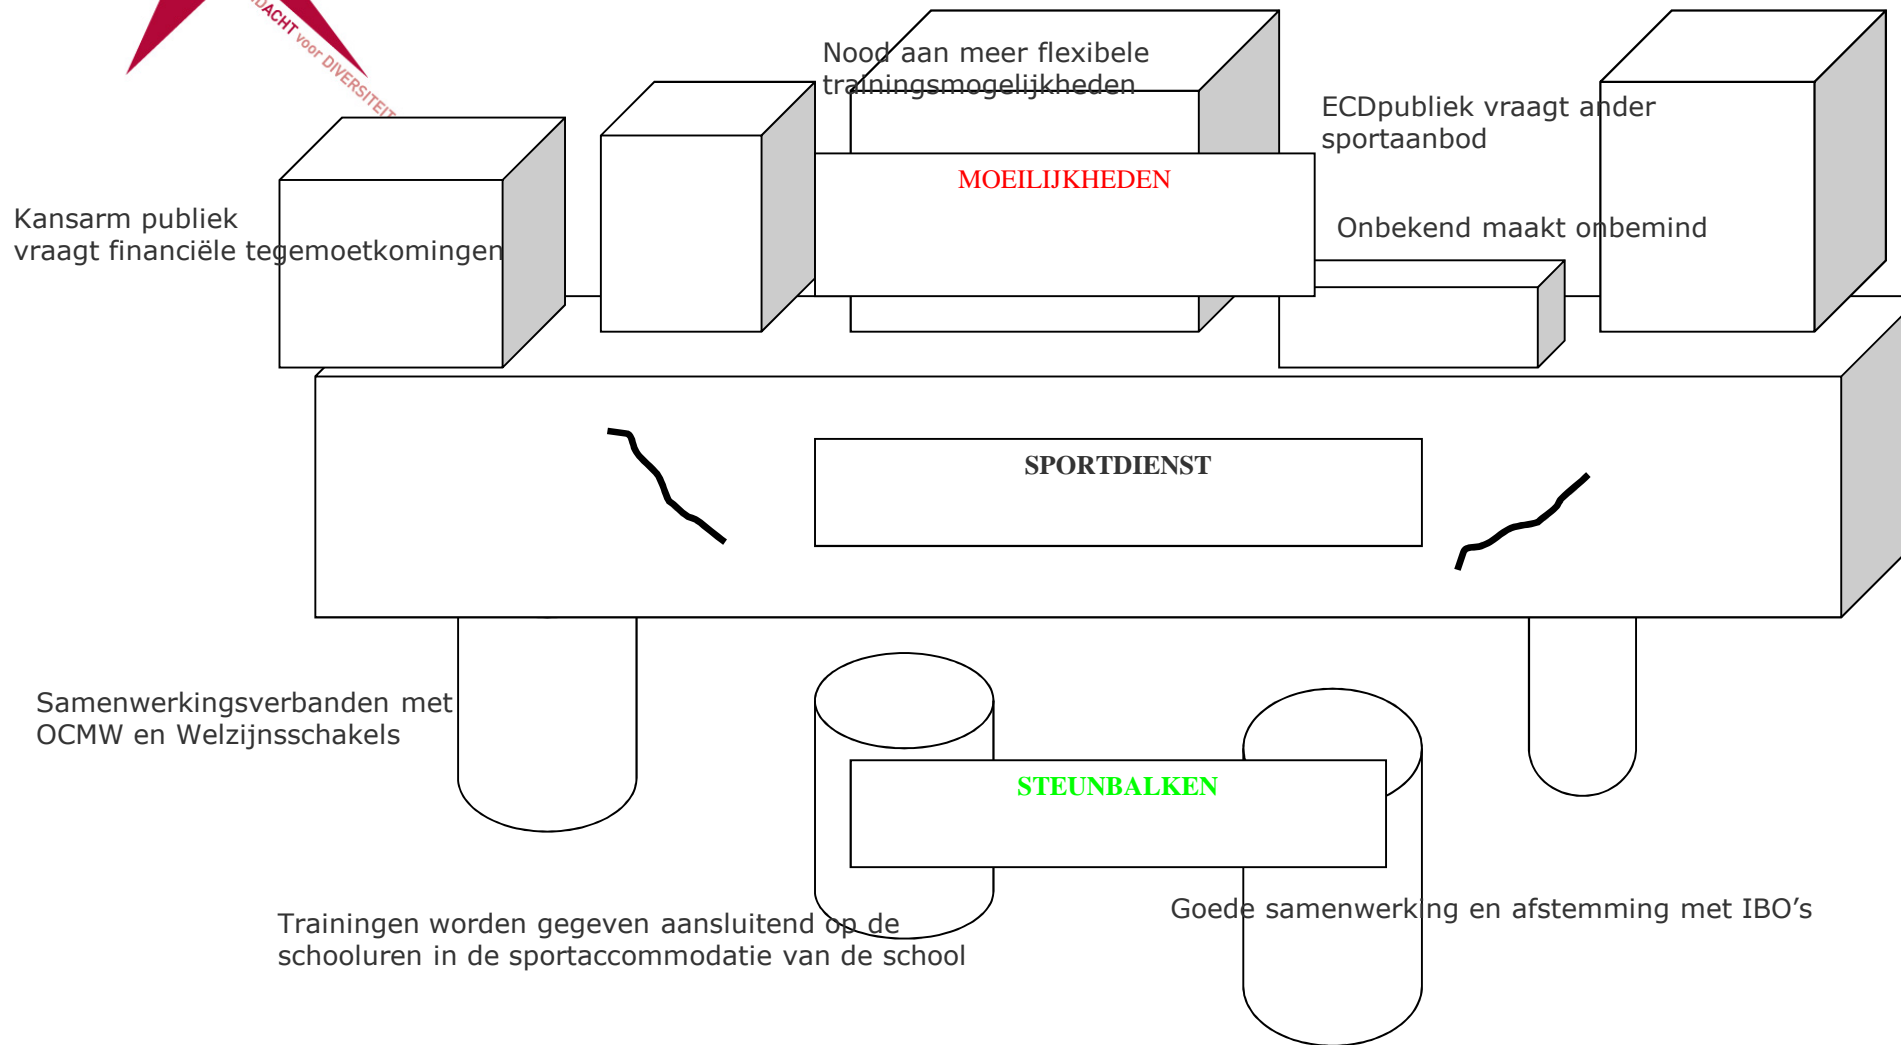 DACHT voor DIVERSITEIT
Nood aan meer flexibele
trainingsmogelijkheden
ECDpubliek vraagt ander
sportaanbod
MOEILIJKHEDEN
Kansarm publiek
vraagt financiële tegemoetkomingen
Onbekend maakt onbemind
SPORTDIENST
Samenwerkingsverbanden met
OCMW en Welzijnsschakels
STEUNBALKEN
Goede samenwerking en afstemming met IBO’s
Trainingen worden gegeven aansluitend op de
schooluren in de sportaccommodatie van de school